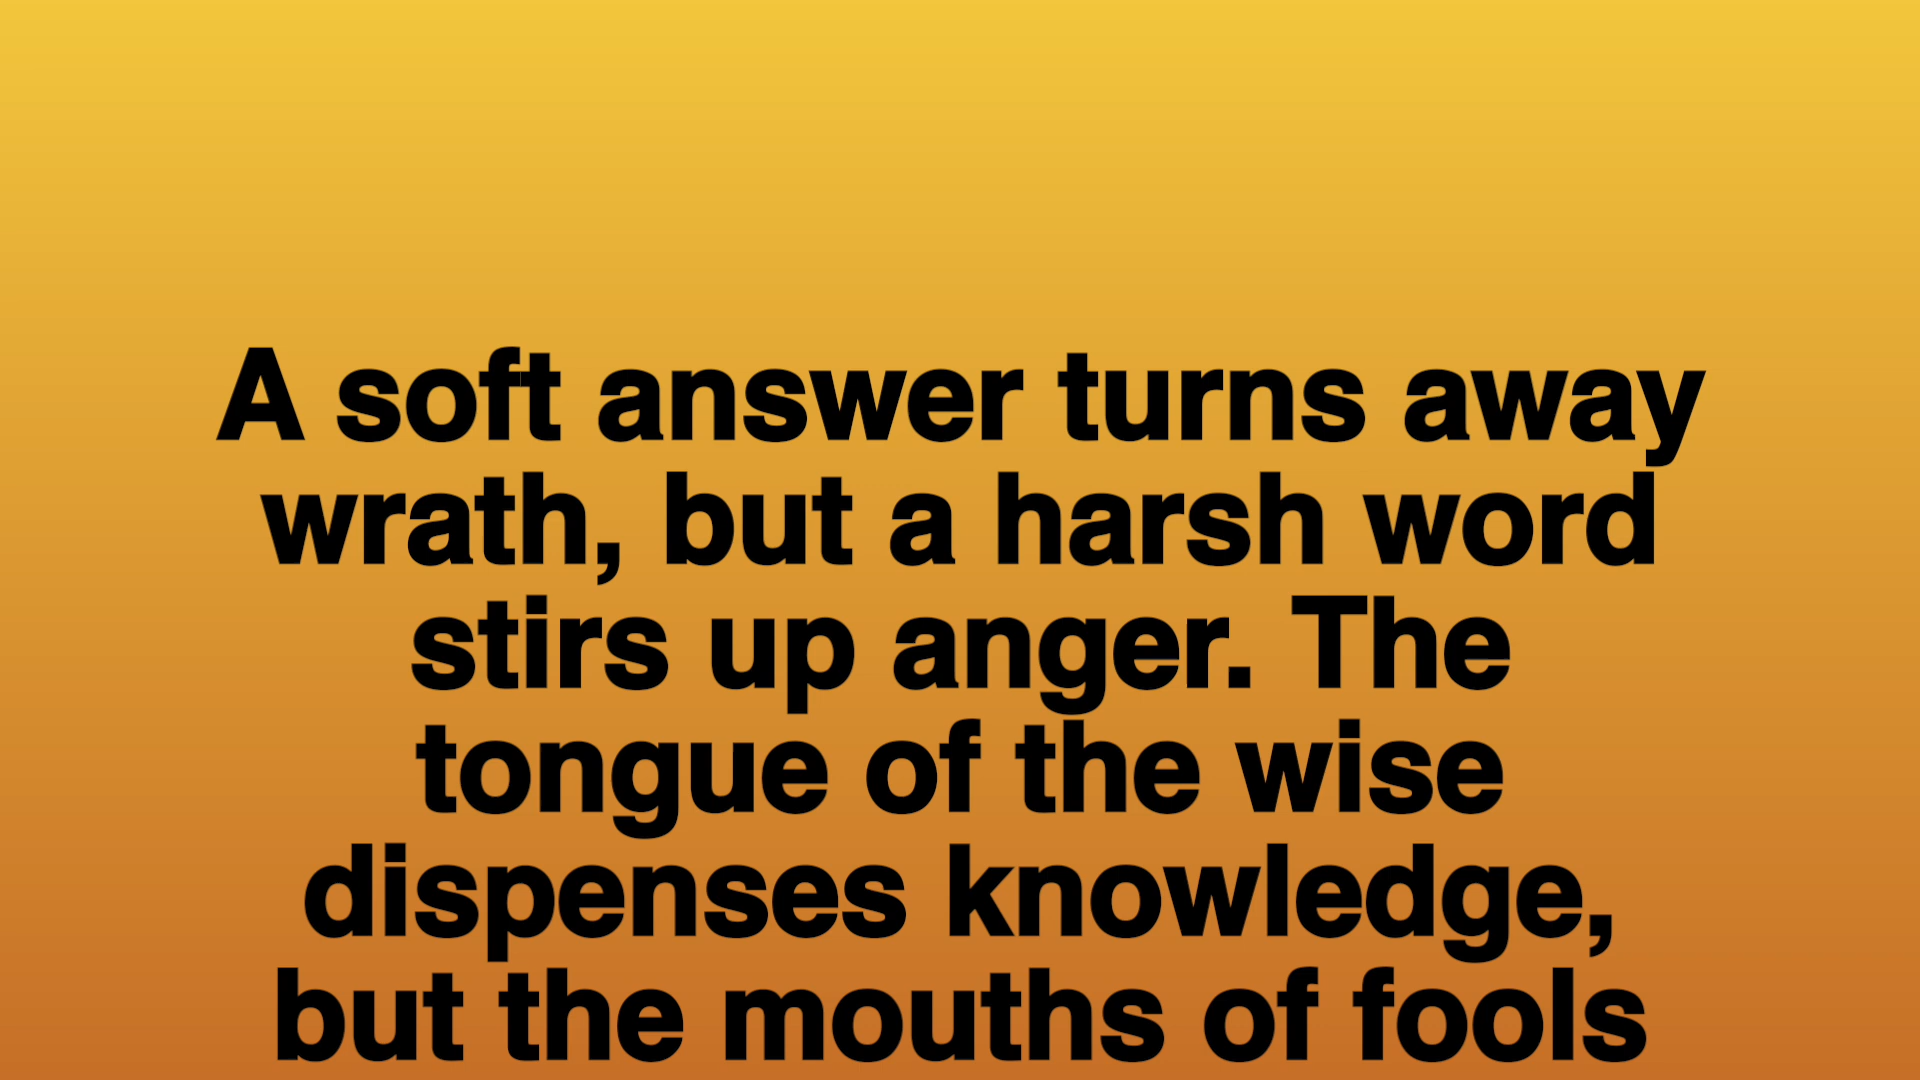 A soft answer turns away
wrath, but a harsh word
stirs up anger. The
tongue of the wise
dispenses knowledge,
but the mouths of fools